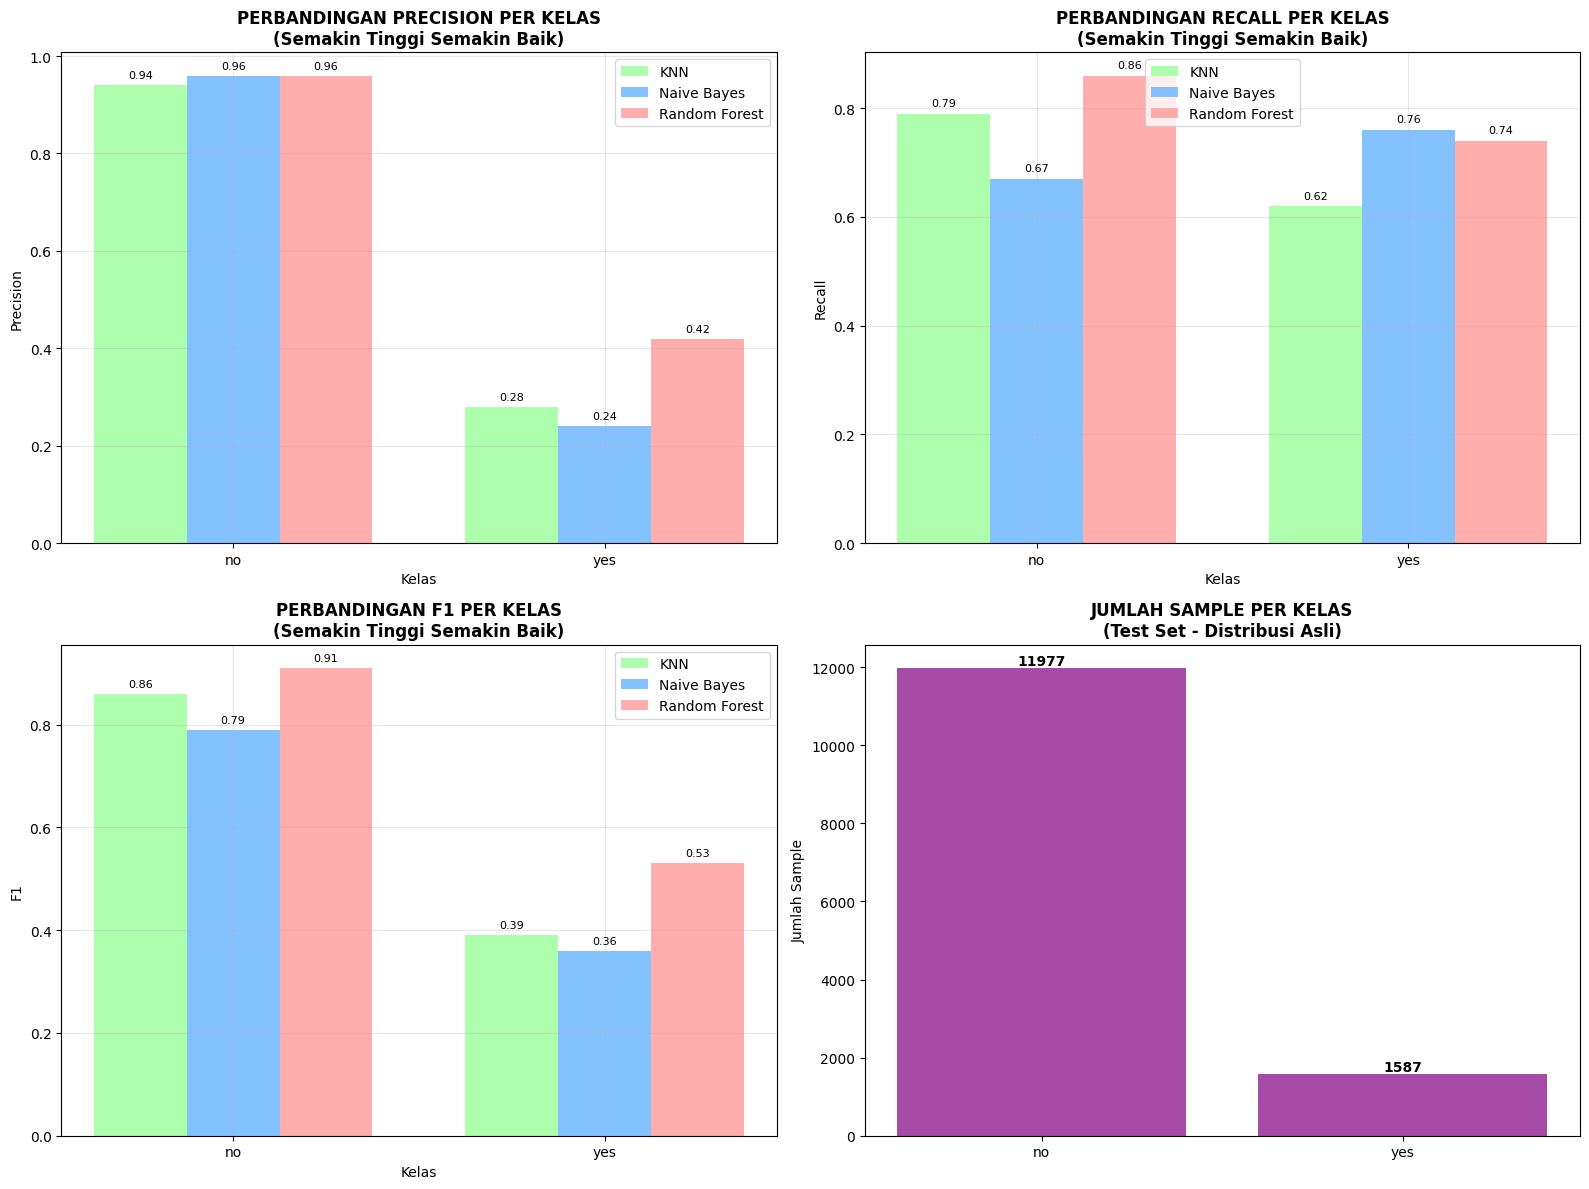 PERBANDINGAN PRECISION PER KELAS
(Semakin Tinggi Semakin Baik)
1.0
0.8
0.6
0.4
0.2
0.0
Precision
0.94
0.96
0.96
0.28
0.24
0.42
KNN
Naive Bayes
Random Forest
no
yes
Kelas
PERBANDINGAN RECALL PER KELAS
(Semakin Tinggi Semakin Baik)
0.8
0.6
0.4
0.2
0.0
Recall
0.79
0.67
0.86
0.62
0.76
0.74
KNN
Naive Bayes
Random Forest
no
yes
Kelas
PERBANDINGAN F1 PER KELAS
(Semakin Tinggi Semakin Baik)
0.8
0.6
0.4
0.2
0.0
F1
0.86
0.79
0.91
0.39
0.36
0.53
KNN
Naive Bayes
Random Forest
no
yes
Kelas
JUMLAH SAMPLE PER KELAS
(Test Set - Distribusi Asli)
12000
10000
8000
6000
4000
2000
0
Jumlah Sample
11977
1587
no
yes